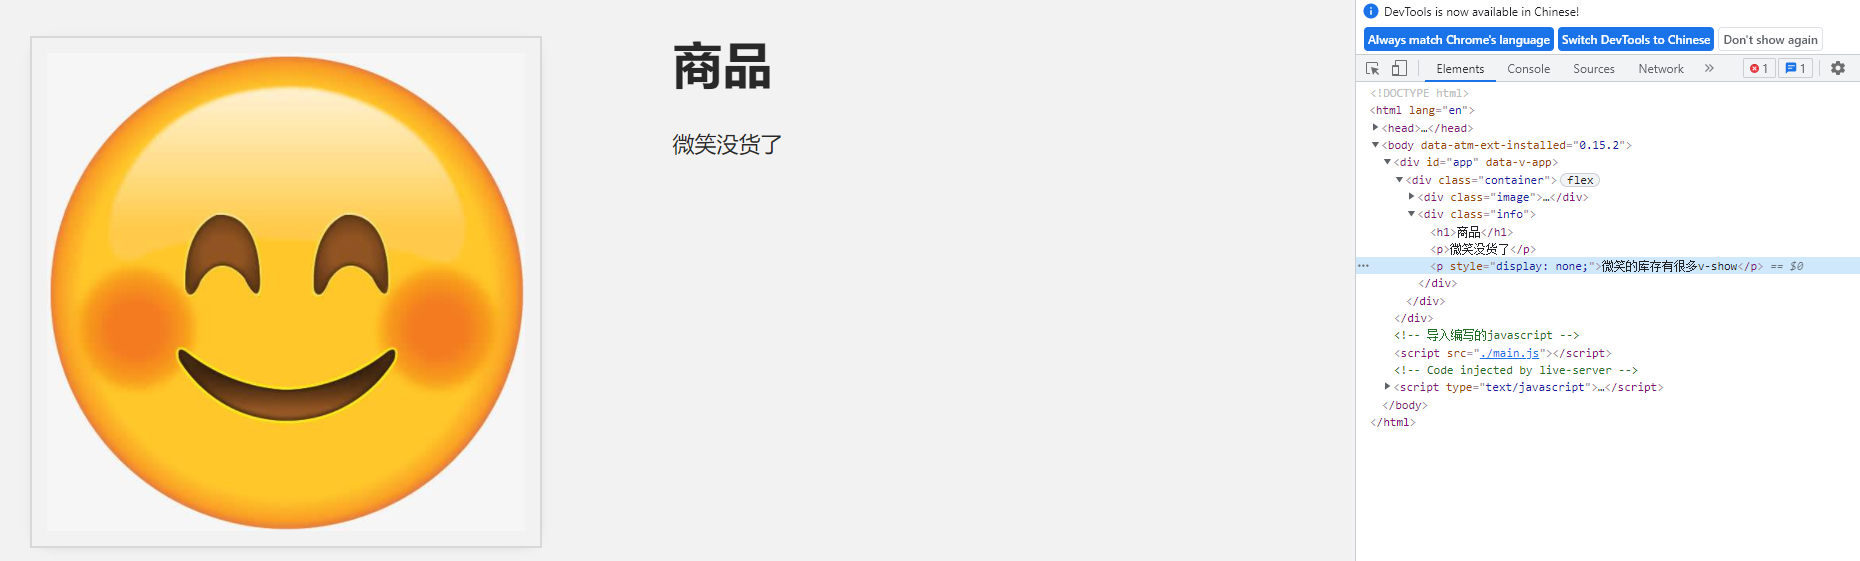 商品
微笑没货了
DevTools is now available in Chinese!
Always match Chrome's language Switch DevTools to Chinese Don't show again
Elements Console Sources Network » 1 1
<!DOCTYPE html>
<html lang="en">
<head>…</head>
<body data-atm-ext-installed="0.15.2">
<div id="app" data-v-app>
<div class="container"> flex
<div class="image">…</div>
<div class="info">
<h1>商品</h1>
<p>微笑没货了</p>
<p style="display: none;">微笑的库存有很多v-show</p> == $0
</div>
</div>
</div>
<!-- 导入编写的javascript -->
<script src="./main.js"></script>
<!-- Code injected by live-server -->
<script type="text/javascript">…</script>
</body>
</html>